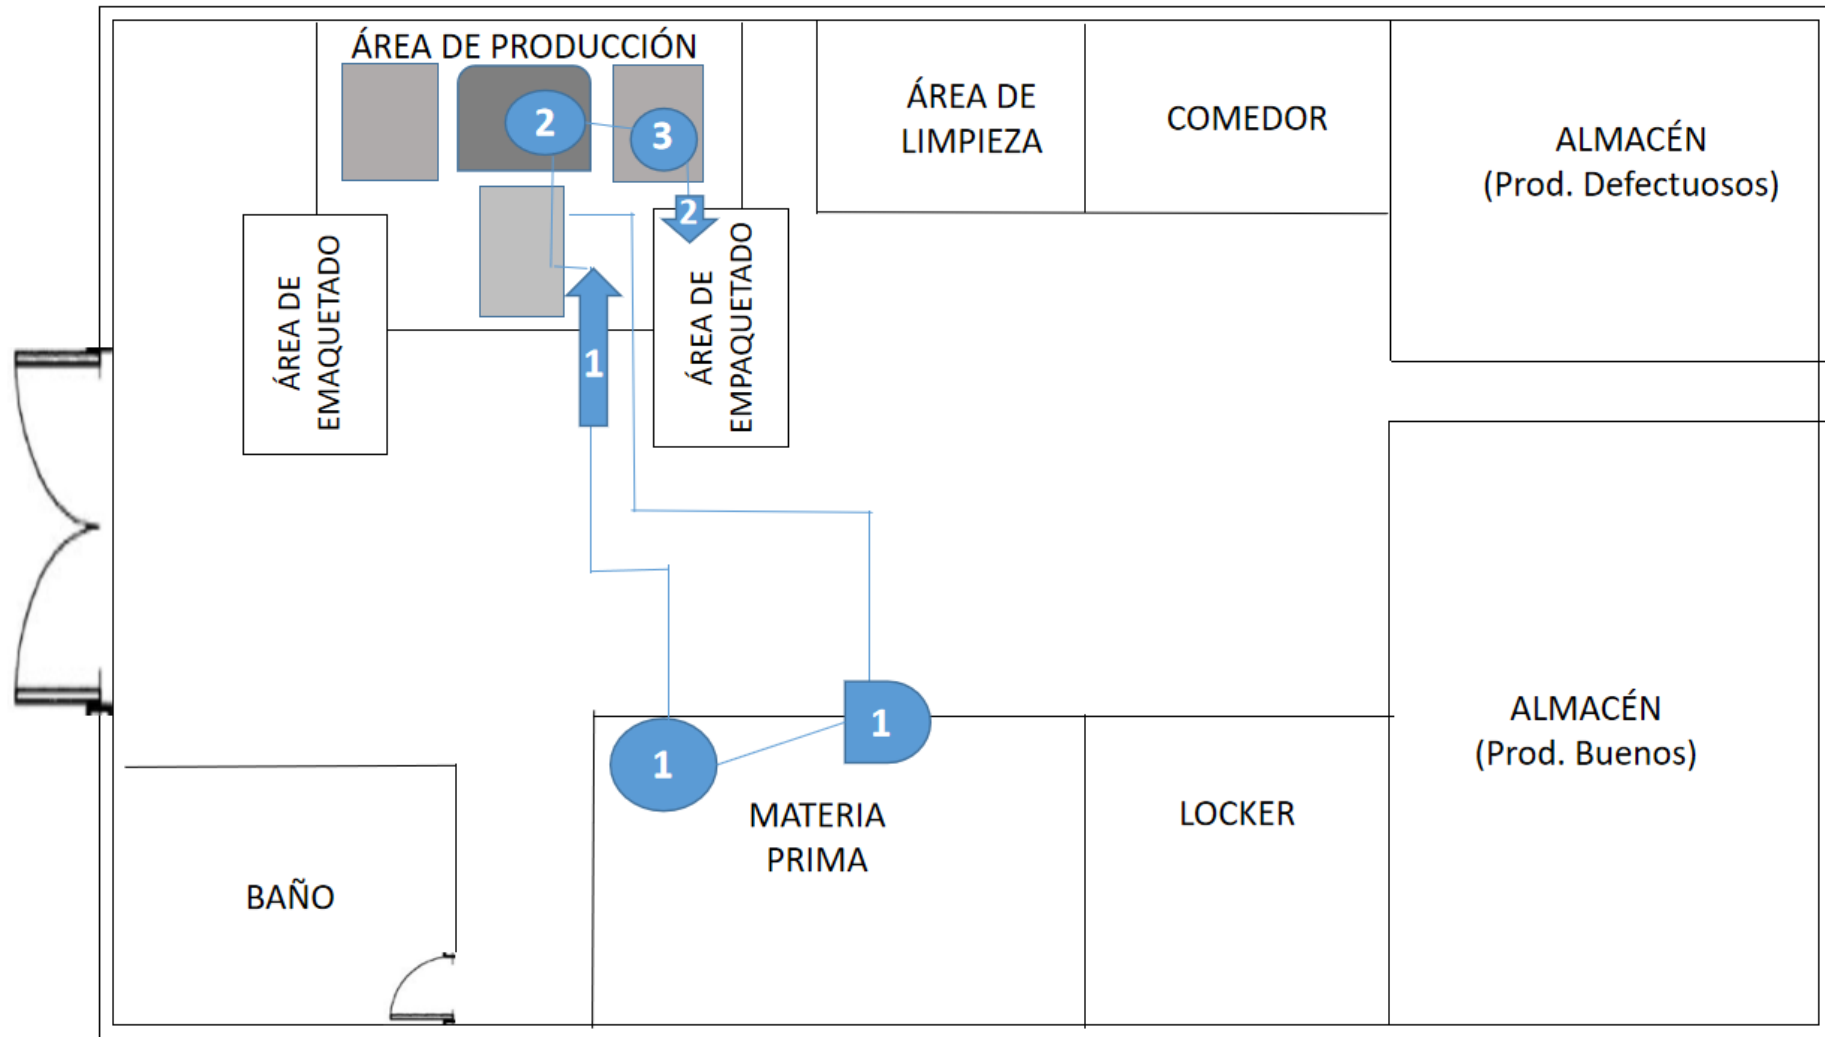 ÁREA DE PRODUCCIÓN
2
3
2
ÁREA DE
EMAQUETADO
1
ÁREA DE
EMPAQUETADO
ÁREA DE
LIMPIEZA
COMEDOR
ALMACÉN
(Prod. Defectuosos)
1
1
MATERIA
PRIMA
LOCKER
ALMACÉN
(Prod. Buenos)
BAÑO